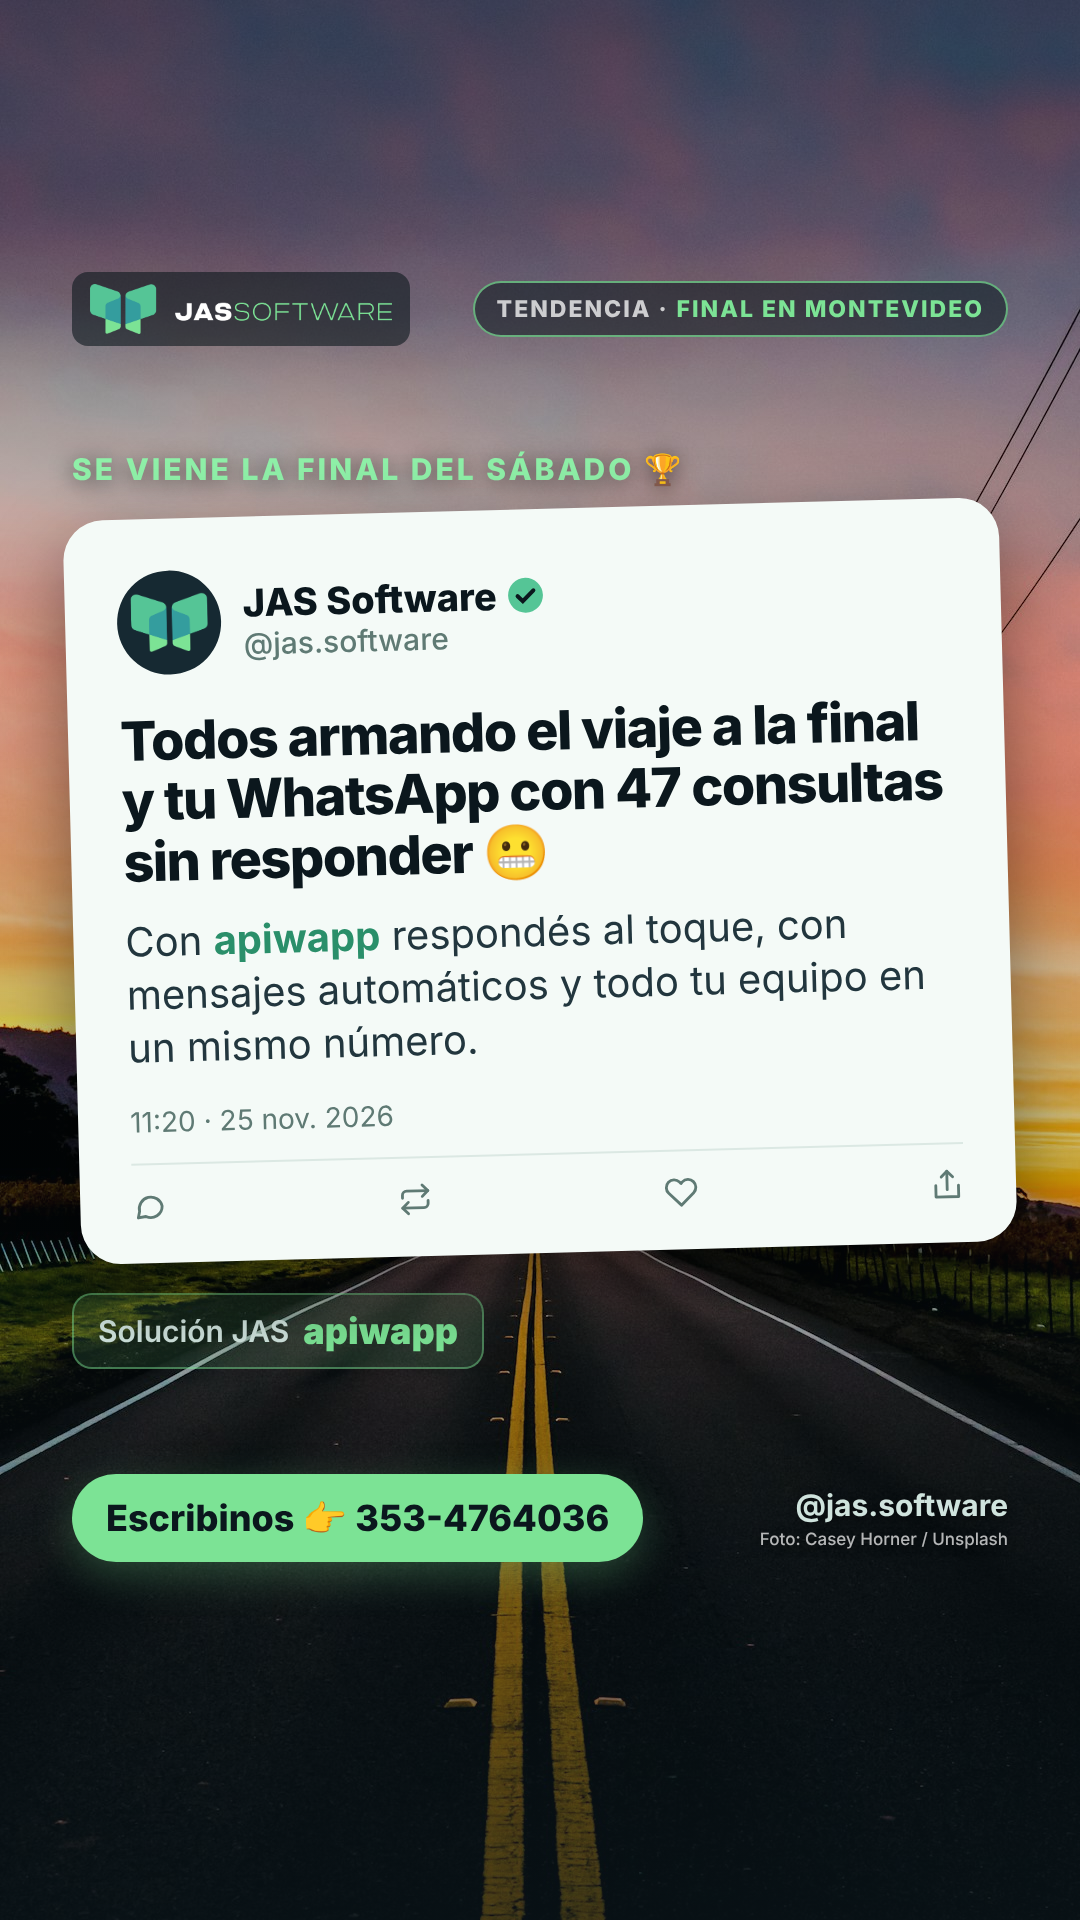 JASSOFTWARE
TENDENCIA · FINAL EN MONTEVIDEO
SE VIENE LA FINAL DEL SÁBADO 🏆
JAS Software
@jas.software
Todos armando el viaje a la final
y tu WhatsApp con 47 consultas
sin responder 😬
Con apiwapp respondés al toque, con
mensajes automáticos y todo tu equipo en
un mismo número.
11:20 · 25 nov. 2026
Solución JAS apiwapp
Escribinos 👉 353-4764036
@jas.software
Foto: Casey Horner / Unsplash